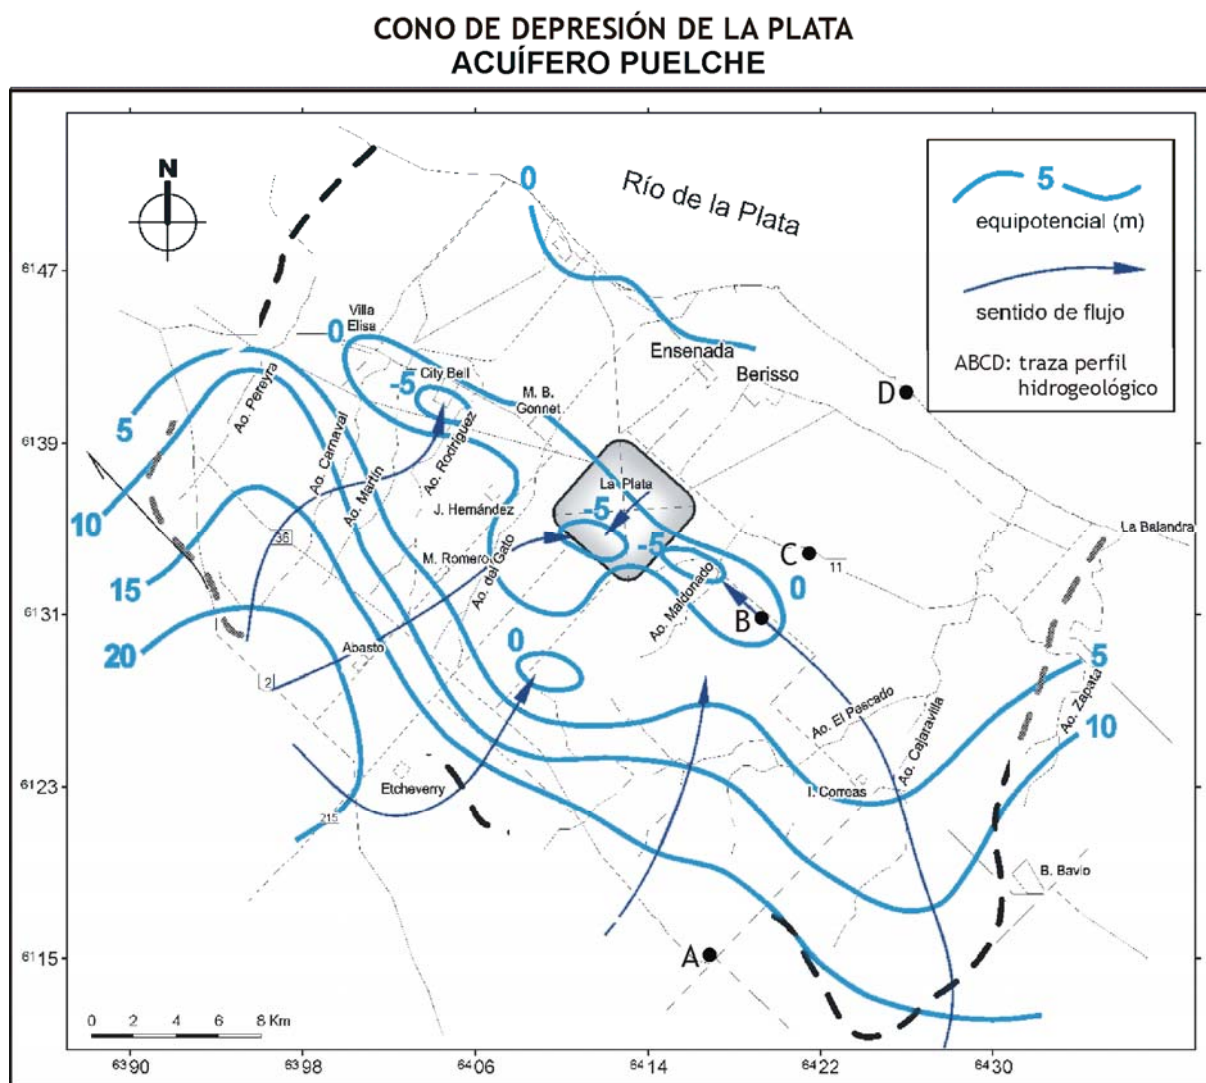 CONO DE DEPRESIÓN DE LA PLATA
ACUÍFERO PUELCHE
N
0
Río de la Plata
5
equipotencial (m)
sentido de flujo
ABCD: traza perfil
hidrogeológico
6147
6139
6131
6123
6115
Villa
Elisa
0
City Bell
-5
M. B.
Gonnet
Ensenada
Berisso
D
Ao. Pereyra
Ao. Carnaval
Ao. Martín
Ao. Rodríguez
5
10
15
20
J. Hernández
La Plata
-5
-5
36
M. Romero
Ao. del Gato
Ao. Maldonado
C
11
La Balandra
0
B
Abasto
2
0
5
Ao. Zapata
10
Ao. El Pescado
Ao. Cajaravilla
Etcheverry
215
I. Correas
B. Bavio
A
0 2 4 6 8 Km
6390 6398 6406 6414 6422 6430